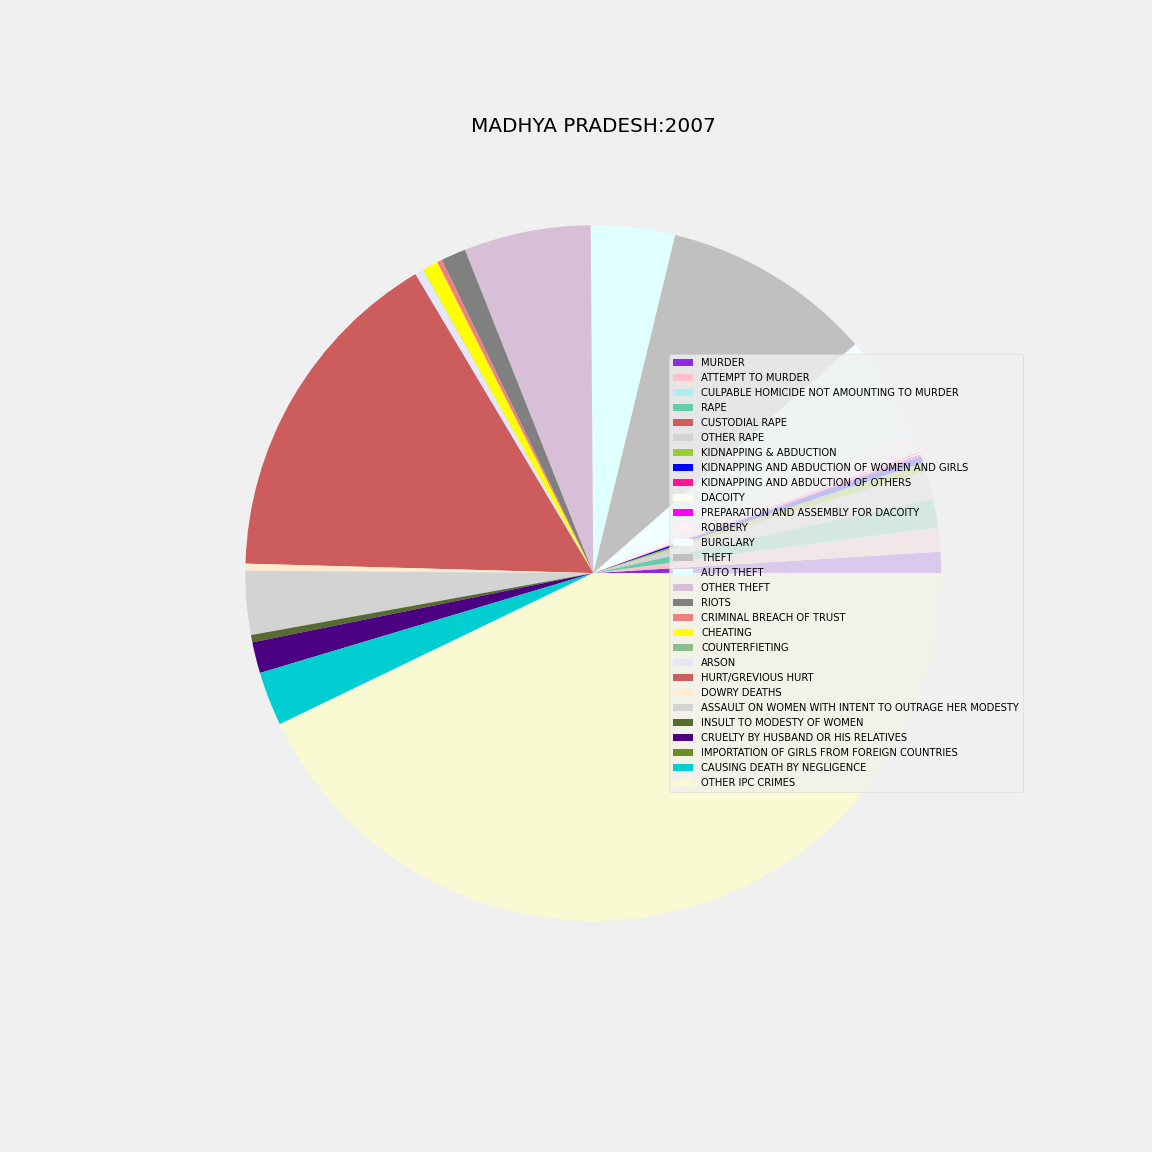 MADHYA PRADESH:2007
MURDER
ATTEMPT TO MURDER
CULPABLE HOMICIDE NOT AMOUNTING TO MURDER
RAPE
CUSTODIAL RAPE
OTHER RAPE
KIDNAPPING & ABDUCTION
KIDNAPPING AND ABDUCTION OF WOMEN AND GIRLS
KIDNAPPING AND ABDUCTION OF OTHERS
DACOITY
PREPARATION AND ASSEMBLY FOR DACOITY
ROBBERY
BURGLARY
THEFT
AUTO THEFT
OTHER THEFT
RIOTS
CRIMINAL BREACH OF TRUST
CHEATING
COUNTERFIETING
ARSON
HURT/GREVIOUS HURT
DOWRY DEATHS
ASSAULT ON WOMEN WITH INTENT TO OUTRAGE HER MODESTY
INSULT TO MODESTY OF WOMEN
CRUELTY BY HUSBAND OR HIS RELATIVES
IMPORTATION OF GIRLS FROM FOREIGN COUNTRIES
CAUSING DEATH BY NEGLIGENCE
OTHER IPC CRIMES